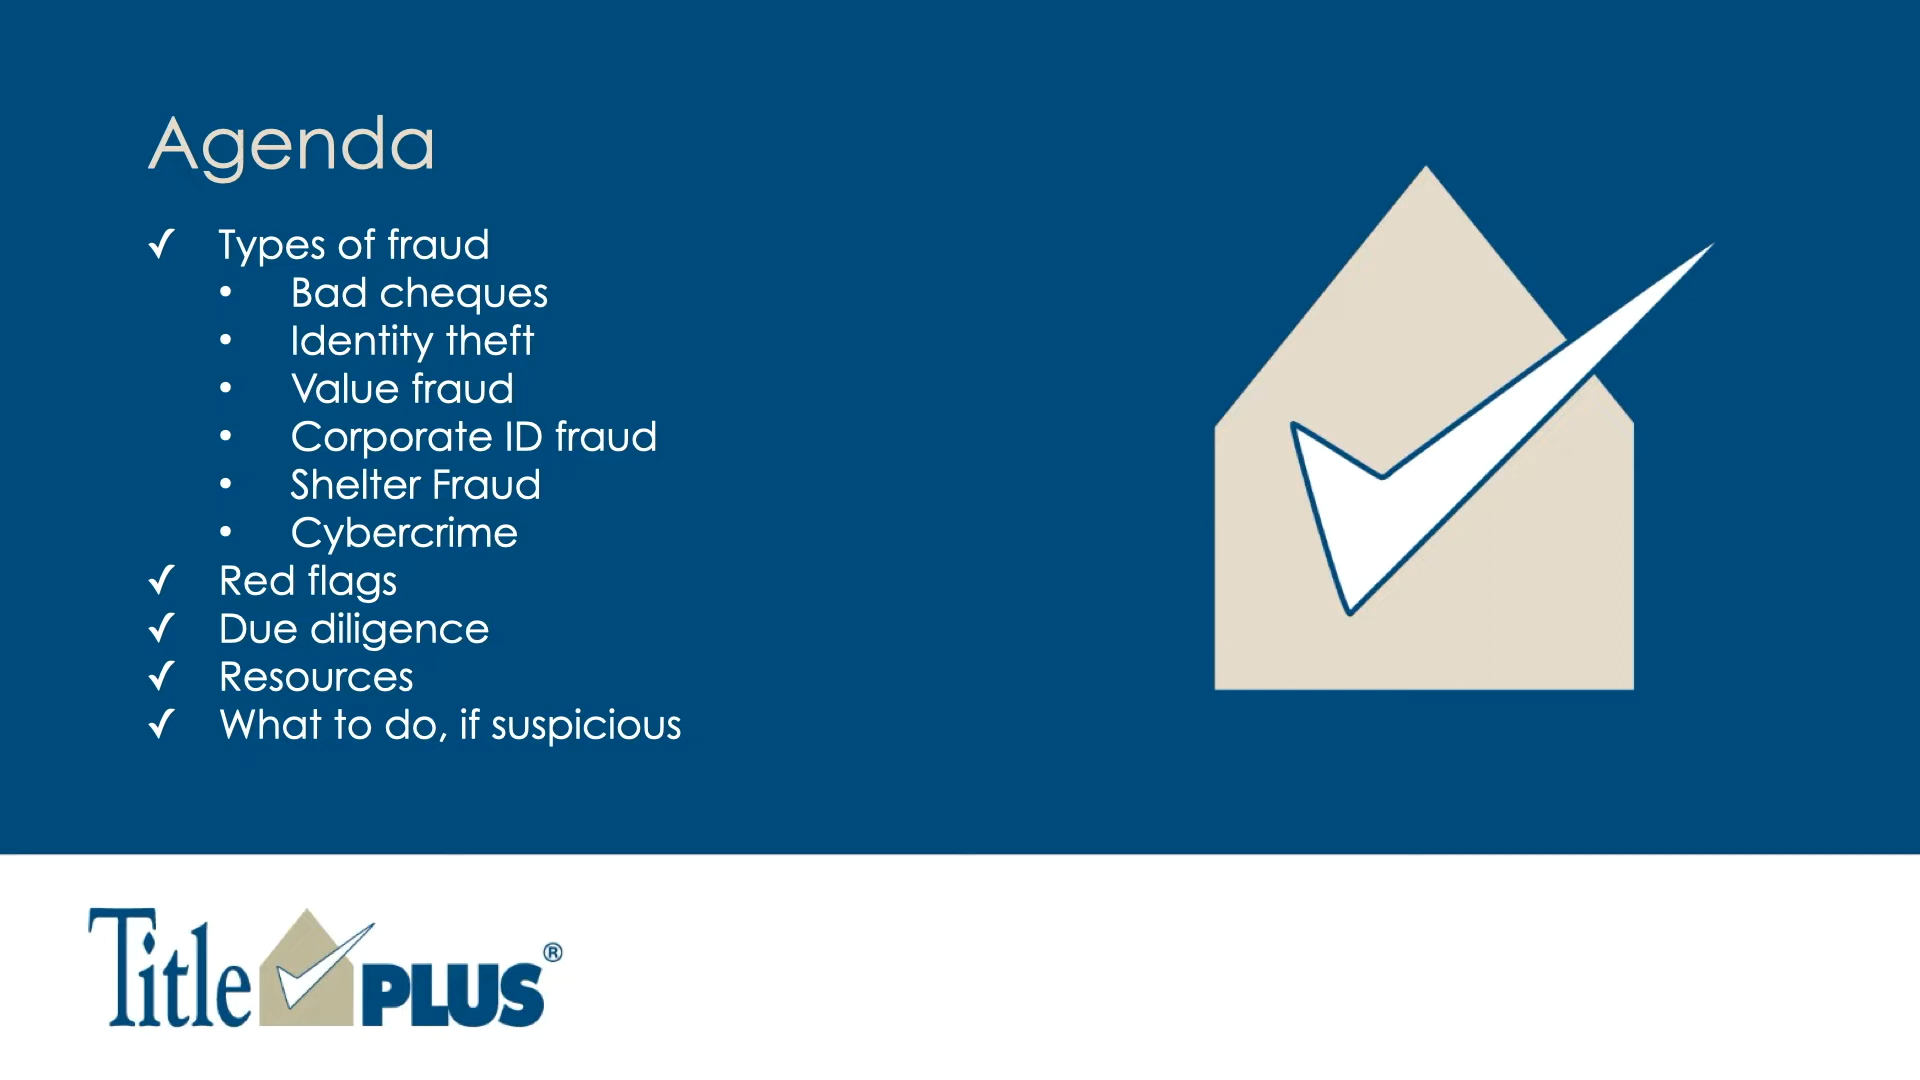 Agenda
✓ Types of fraud
• Bad cheques
• Identity theft
• Value fraud
• Corporate ID fraud
• Shelter Fraud
• Cybercrime
✓ Red flags
✓ Due diligence
✓ Resources
✓ What to do, if suspicious
Title PLUS®